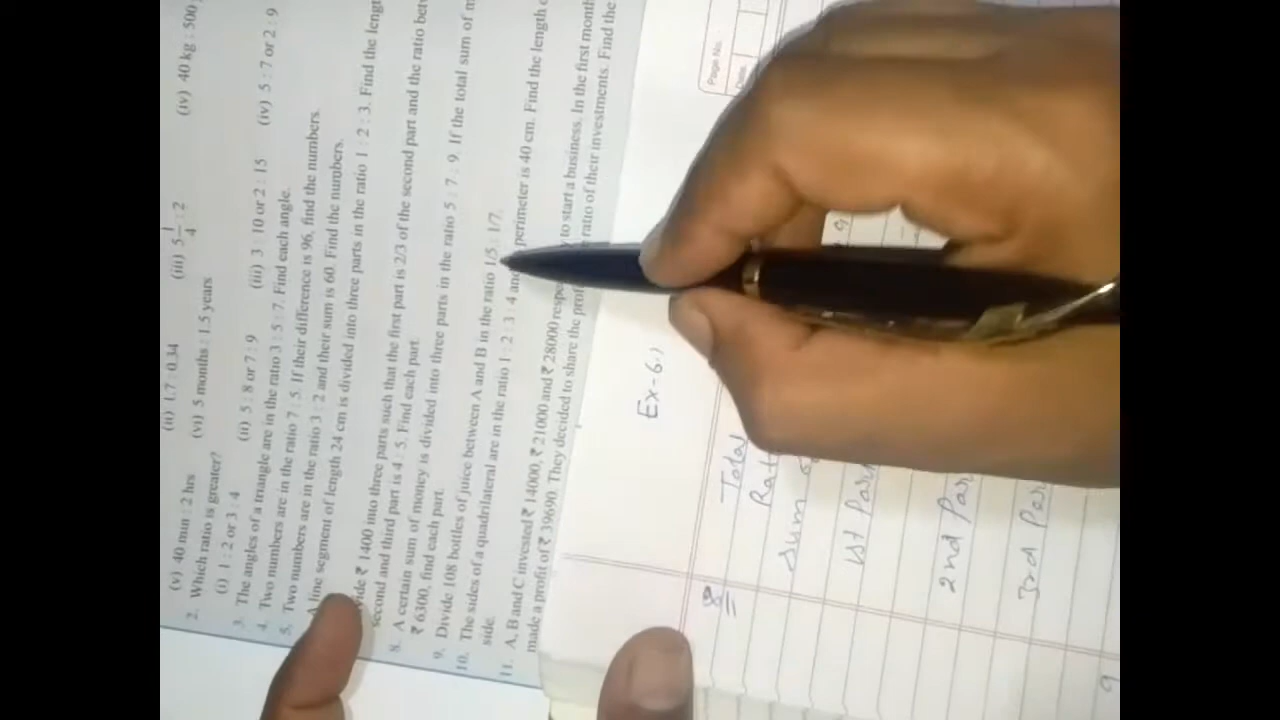 (ii) 1.7 : 0.34
(iii) 5 1/4 : 2
(iv) 40 kg : 500
(v) 40 min : 2 hrs
(vi) 5 months : 1.5 years
2. Which ratio is greater?
(i) 1 : 2 or 3 : 4
(ii) 5 : 8 or 7 : 9
(iii) 3 : 10 or 2 : 15
(iv) 5 : 7 or 2 : 9
3. The angles of a triangle are in the ratio 3 : 5 : 7. Find each angle.
4. Two numbers are in the ratio 7 : 5. If their difference is 96, find the numbers.
5. Two numbers are in the ratio 3 : 2 and their sum is 60. Find the numbers.
A line segment of length 24 cm is divided into three parts in the ratio 1 : 2 : 3. Find the
₹ 1400 into three parts such that the first part is 2/3 of the second part and the ratio
second and third part is 4 : 5. Find each part.
8. A certain sum of money is divided into three parts in the ratio 5 : 7 : 9. If the total sum of
₹ 6300, find each part.
9. Divide 108 bottles of juice between A and B in the ratio 1/5 : 1/7.
10. The sides of a quadrilateral are in the ratio 1 : 2 : 3 : 4 and perimeter is 40 cm. Find the length
side.
11. A, B and C invested ₹ 14000, ₹ 21000 and ₹ 28000 to start a business. In the first month
made a profit of ₹ 39690. They decided to share the ratio of their investments. Find the
Page No.
Date
Ex-6.1
8 Total
Sum
1st
2nd
3rd
9